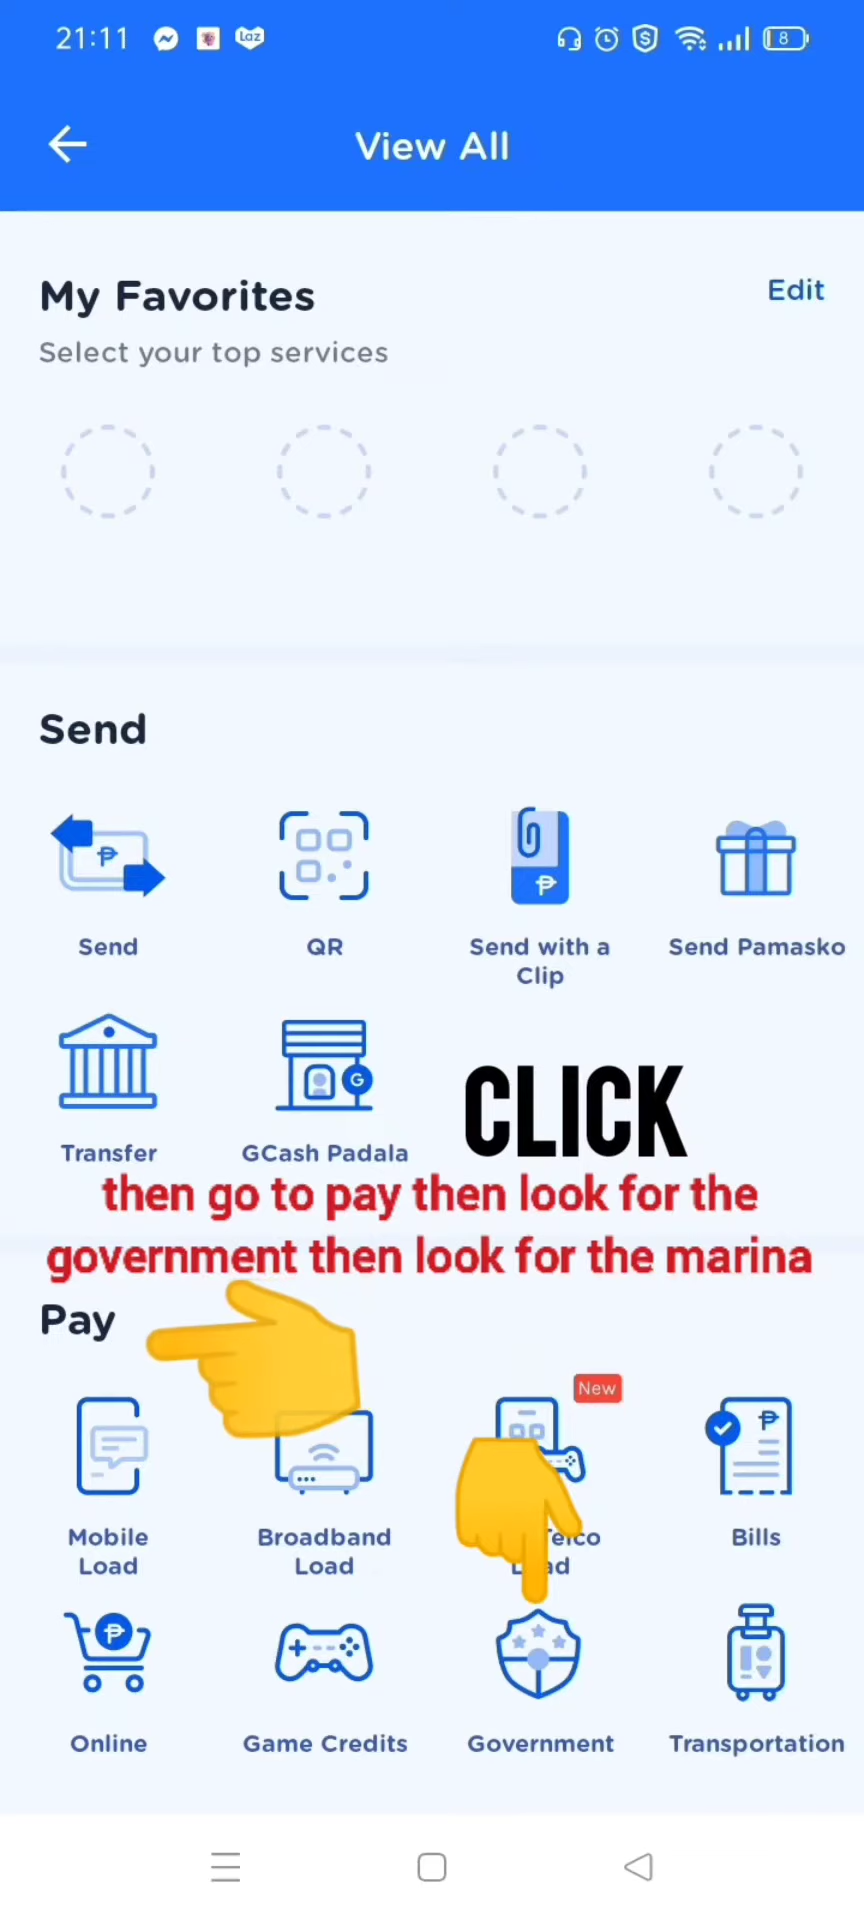 21:11
Laz
8
View All
My Favorites
Edit
Select your top services
Send
Send
QR
Send with a
Clip
Send Pamasko
Transfer
GCash Padala
CLICK
then go to pay then look for the
government then look for the marina
Pay
New
Mobile
Load
Broadband
Load
Bills
Online
Game Credits
Government
Transportation